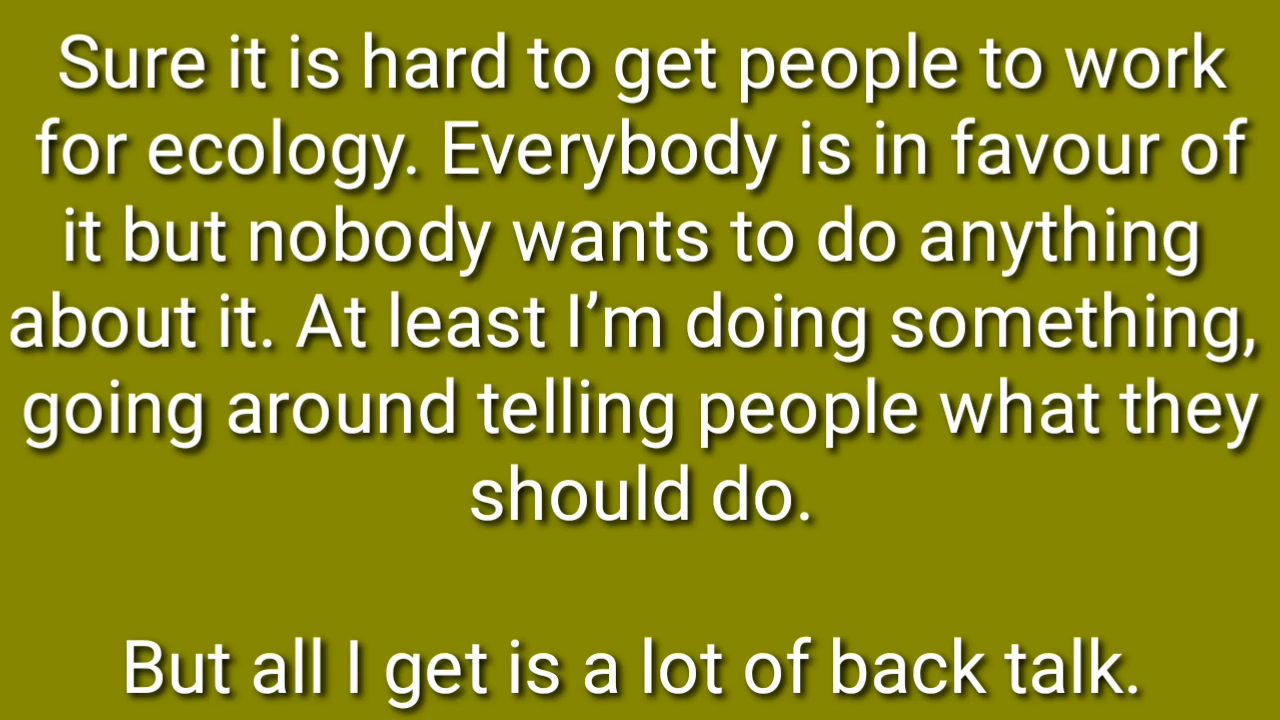 Sure it is hard to get people to work
for ecology. Everybody is in favour of
it but nobody wants to do anything
about it. At least I’m doing something,
going around telling people what they
should do.
But all I get is a lot of back talk.